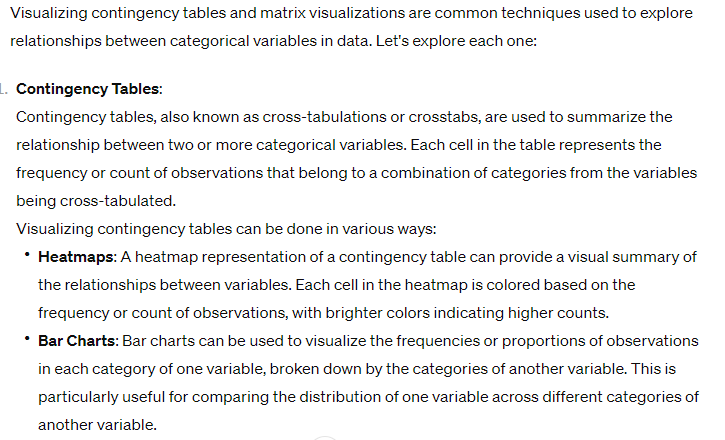 Visualizing contingency tables and matrix visualizations are common techniques used to explore
relationships between categorical variables in data. Let's explore each one:
1. Contingency Tables:
Contingency tables, also known as cross-tabulations or crosstabs, are used to summarize the
relationship between two or more categorical variables. Each cell in the table represents the
frequency or count of observations that belong to a combination of categories from the variables
being cross-tabulated.
Visualizing contingency tables can be done in various ways:
• Heatmaps: A heatmap representation of a contingency table can provide a visual summary of
the relationships between variables. Each cell in the heatmap is colored based on the
frequency or count of observations, with brighter colors indicating higher counts.
• Bar Charts: Bar charts can be used to visualize the frequencies or proportions of observations
in each category of one variable, broken down by the categories of another variable. This is
particularly useful for comparing the distribution of one variable across different categories of
another variable.